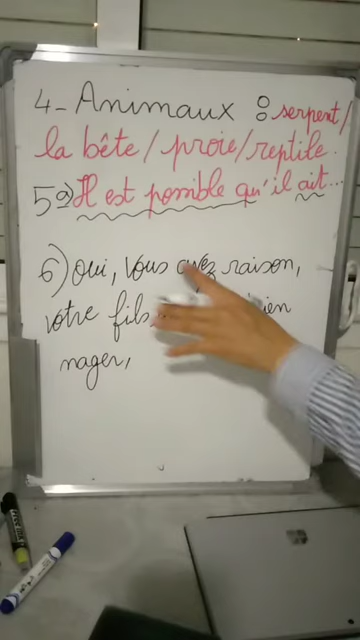 4- Animaux : serpent/
la bête / proie / reptile.
5 a) Il est possible qu'il ait...
6) Oui, vous avez raison,
votre fils
nager,